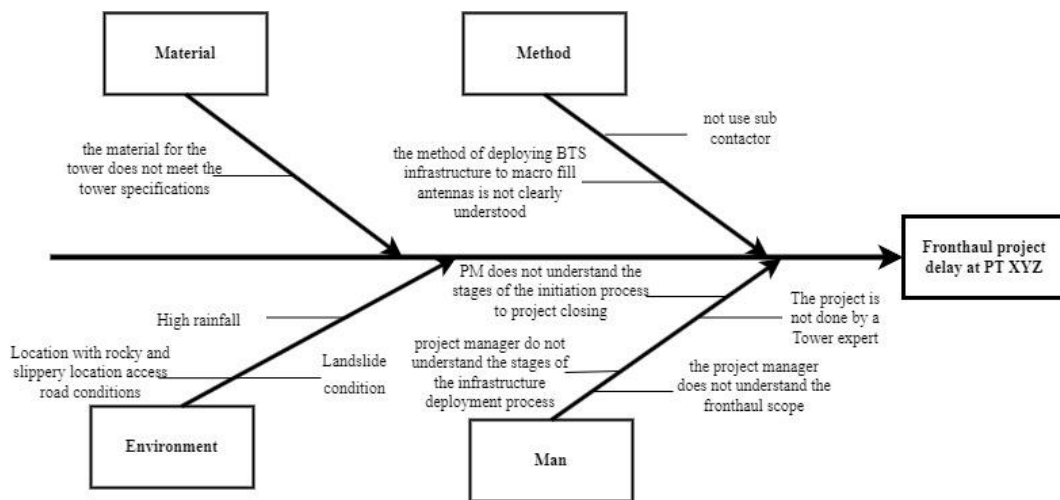 Material
Method
not use sub
contactor
the material for the
tower does not meet the
tower specifications
the method of deploying BTS
infrastructure to macro fill
antennas is not clearly
understood
Fronthaul project
delay at PT XYZ
PM does not understand the
stages of the initiation process
to project closing
The project is
not done by a
Tower expert
High rainfall
Location with rocky and
slippery location access
road conditions
Landslide
condition
project manager do not
understand the stages of
the infrastructure
deployment process
the project manager
does not understand the
fronthaul scope
Environment
Man